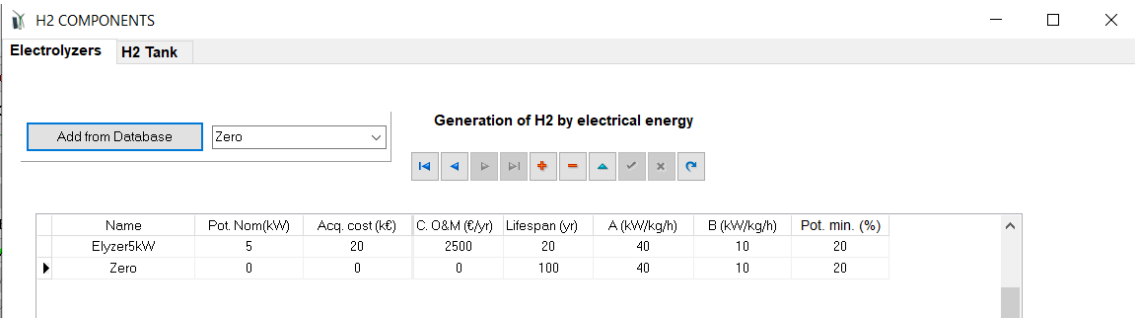 H2 COMPONENTS
Electrolyzers H2 Tank
Generation of H2 by electrical energy
Add from Database Zero
Name Pot. Nom(kW) Acq. cost (k€) C. O&M (€/yr) Lifespan (yr) A (kW/kg/h) B (kW/kg/h) Pot. min. (%)
Elyzer5kW 5 20 2500 20 40 10 20
Zero 0 0 0 100 40 10 20